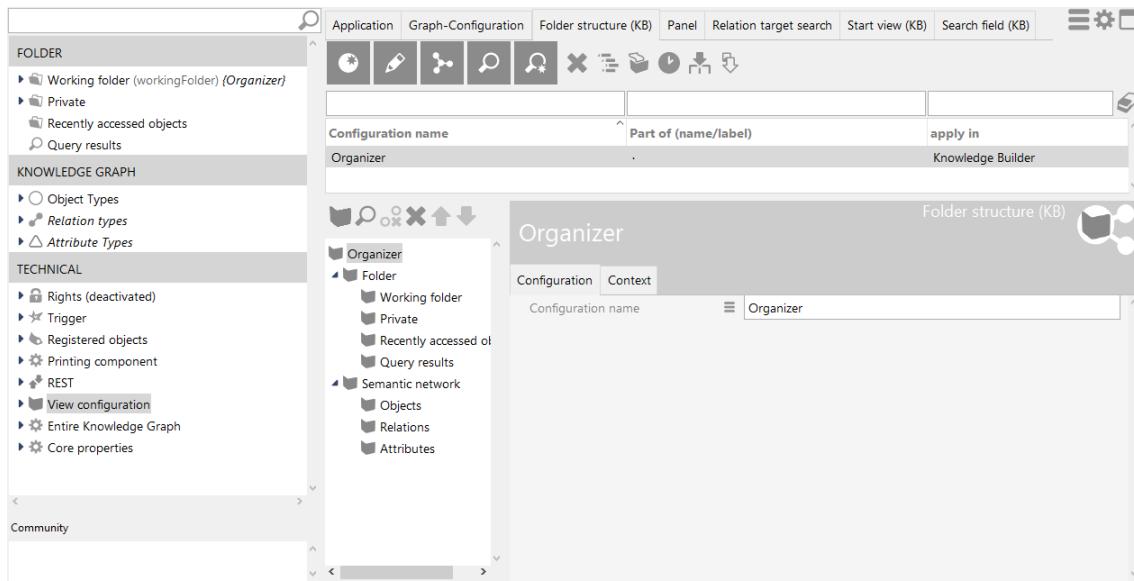 FOLDER
Working folder (workingFolder) {Organizer}
Private
Recently accessed objects
Query results
KNOWLEDGE GRAPH
Object Types
Relation types
Attribute Types
TECHNICAL
Rights (deactivated)
Trigger
Registered objects
Printing component
REST
View configuration
Entire Knowledge Graph
Core properties
Community
Application Graph-Configuration Folder structure (KB) Panel Relation target search Start view (KB) Search field (KB)
Configuration name Part of (name/label) apply in
Organizer . Knowledge Builder
Organizer
Folder
Working folder
Private
Recently accessed ob
Query results
Semantic network
Objects
Relations
Attributes
Folder structure (KB)
Organizer
Configuration Context
Configuration name Organizer